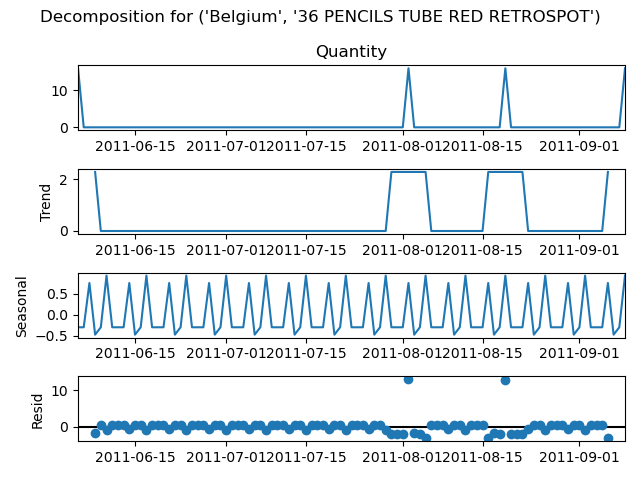 Decomposition for ('Belgium', '36 PENCILS TUBE RED RETROSPOT')
Quantity
10
0
2011-06-15 2011-07-01 2011-07-15 2011-08-01 2011-08-15 2011-09-01
Trend
2
0
2011-06-15 2011-07-01 2011-07-15 2011-08-01 2011-08-15 2011-09-01
Seasonal
0.5
0.0
−0.5
2011-06-15 2011-07-01 2011-07-15 2011-08-01 2011-08-15 2011-09-01
Resid
10
0
2011-06-15 2011-07-01 2011-07-15 2011-08-01 2011-08-15 2011-09-01